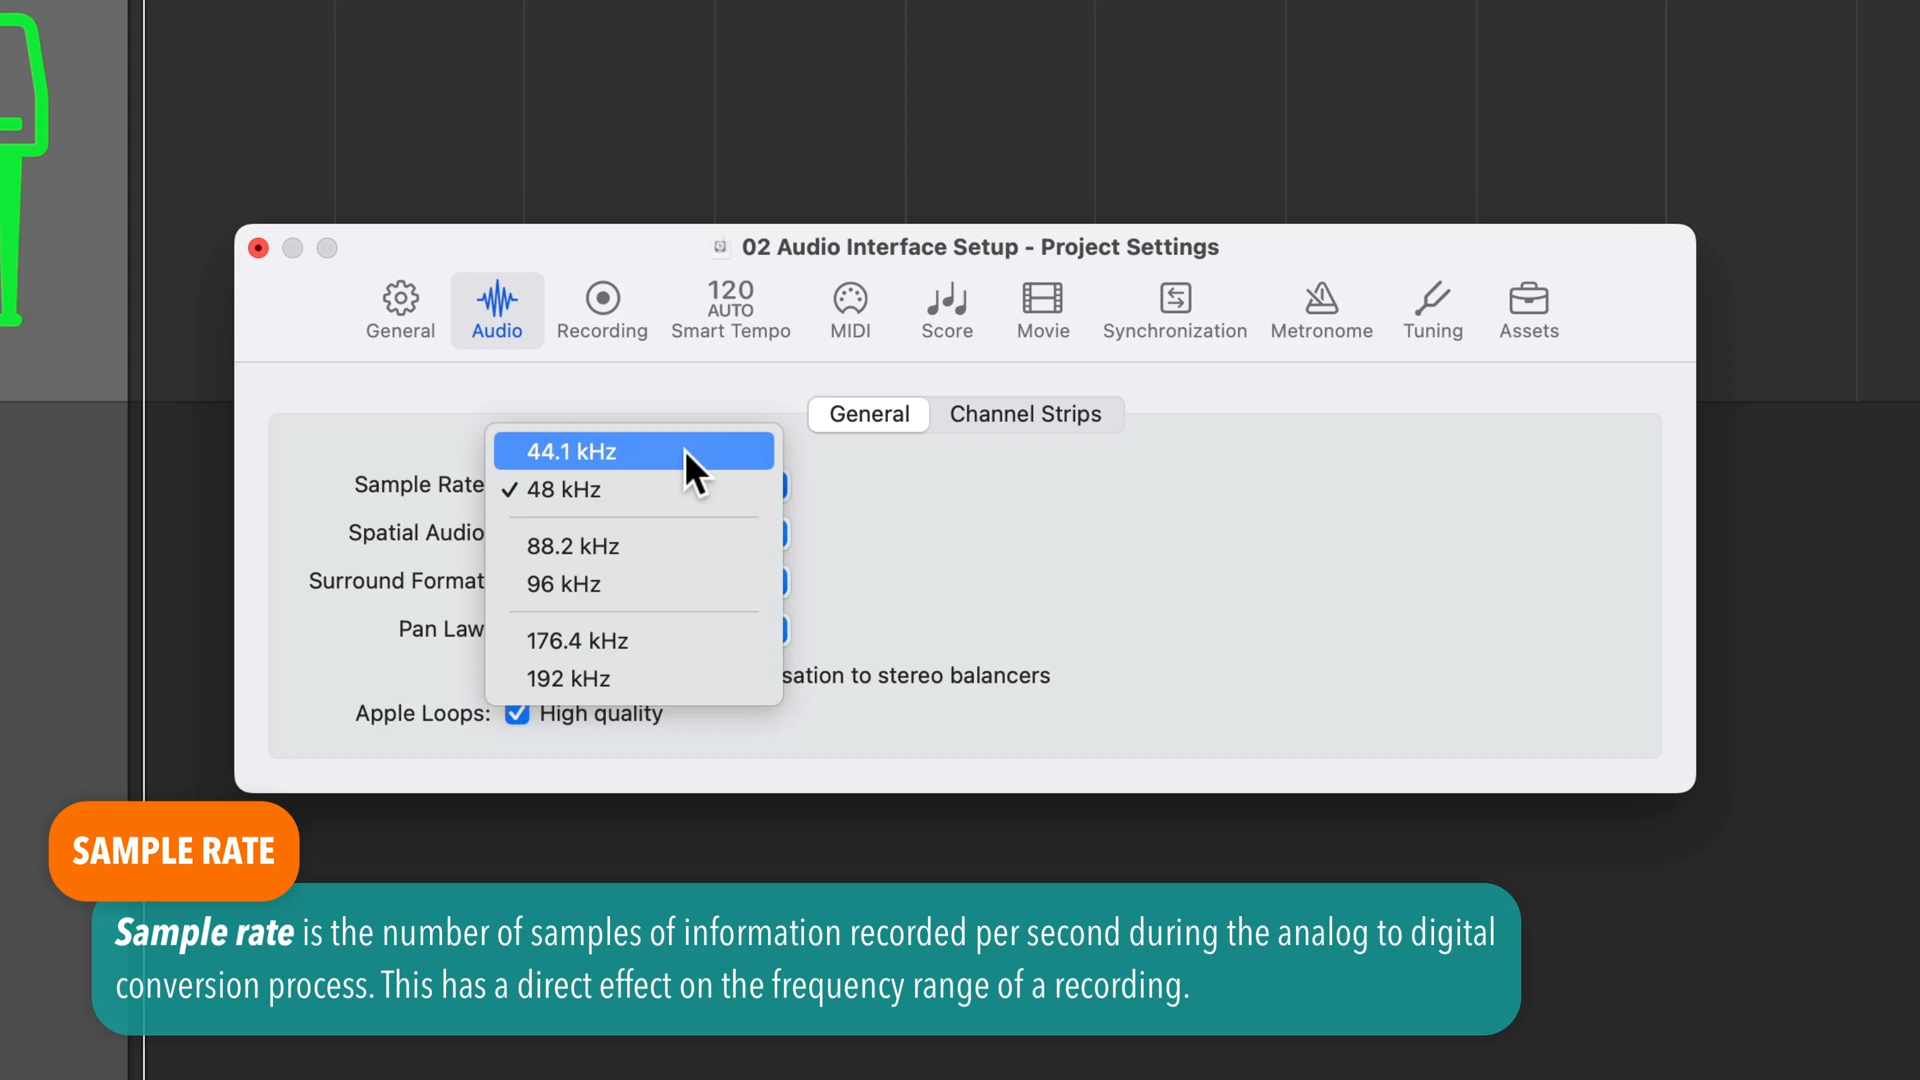 02 Audio Interface Setup - Project Settings
General
Audio
Recording
120
AUTO
Smart Tempo
MIDI
Score
Movie
Synchronization
Metronome
Tuning
Assets
General
Channel Strips
44.1 kHz
Sample Rate
✓ 48 kHz
Spatial Audio
88.2 kHz
Surround Format
96 kHz
Pan Law
176.4 kHz
192 kHz
sation to stereo balancers
Apple Loops:
High quality
SAMPLE RATE
Sample rate is the number of samples of information recorded per second during the analog to digital
conversion process. This has a direct effect on the frequency range of a recording.